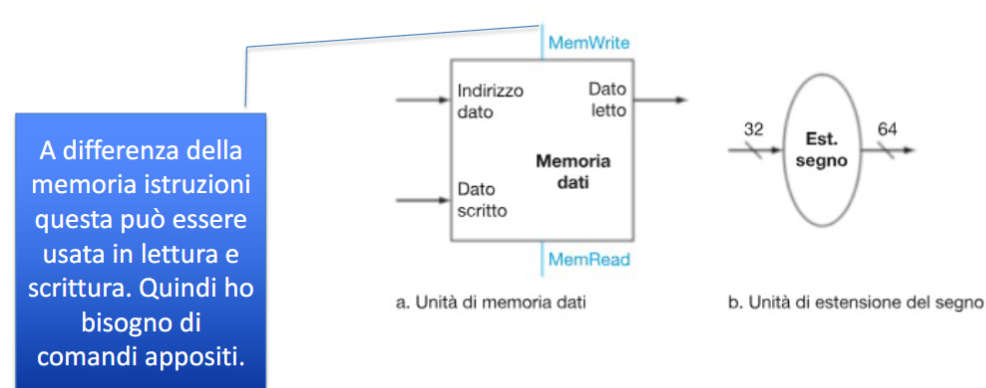 A differenza della
memoria istruzioni
questa può essere
usata in lettura e
scrittura. Quindi ho
bisogno di
comandi appositi.
MemWrite
Indirizzo
dato
Dato
letto
Memoria
dati
Dato
scritto
MemRead
a. Unità di memoria dati
32
Est.
segno
64
b. Unità di estensione del segno